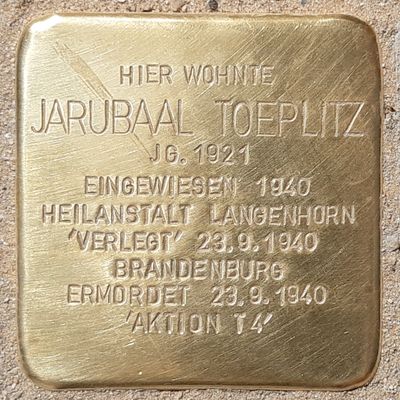 HIER WOHNTE
JARUBAAL TOEPLITZ
JG. 1921
EINGEWIESEN 1940
HEILANSTALT LANGENHORN
'VERLEGT' 23.9.1940
BRANDENBURG
ERMORDET 23.9.1940
'AKTION T4'